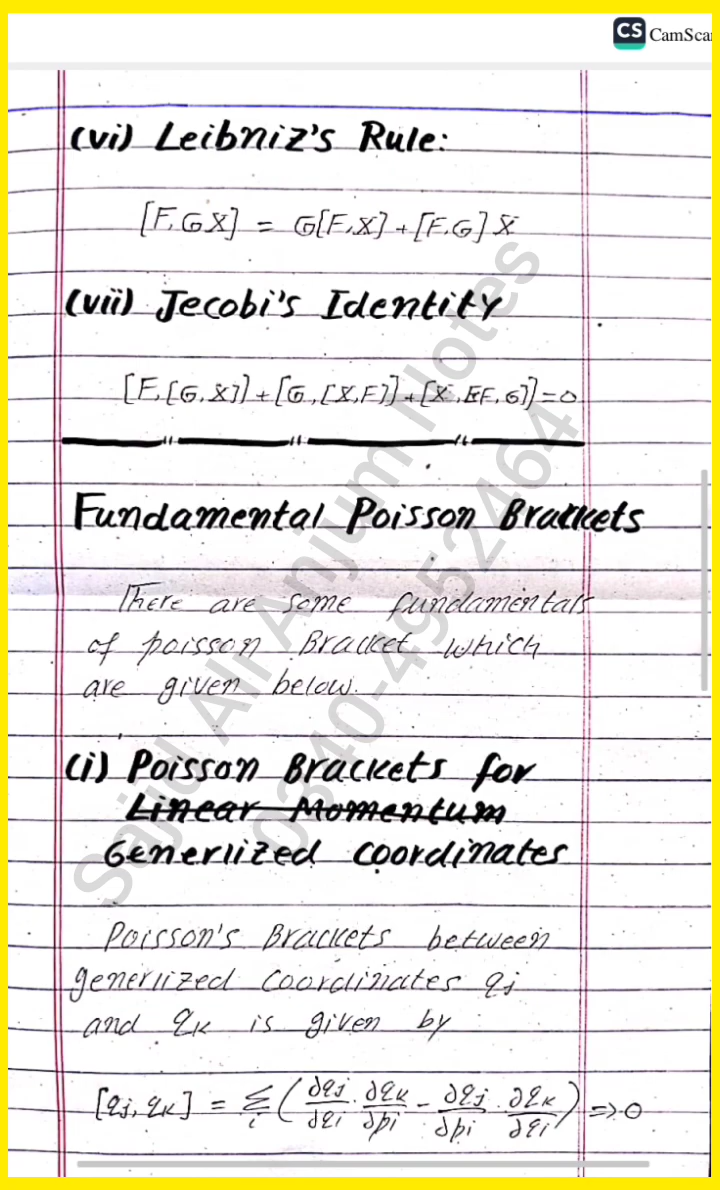 CS CamSca
(vi) Leibniz's Rule:
[F,GX] = G[F,X] + [F,G] X
(vii) Jecobi's Identity
[F,[G,X]] + [G,[X,F]] + [X,[F,G]] = 0
Fundamental Poisson Brackets
There are some fundamentals
of poisson Bracket which
are given below.
(i) Poisson Brackets for
Linear Momentum
Generlized coordinates
Poisson's Brackets between
generlized coordinates qj
and qk is given by
[qj, qk] = Σi (∂qj/∂qi . ∂qk/∂pi - ∂qj/∂pi . ∂qk/∂qi) => 0
Sajid Ali Anjum Notes
0340-4952464